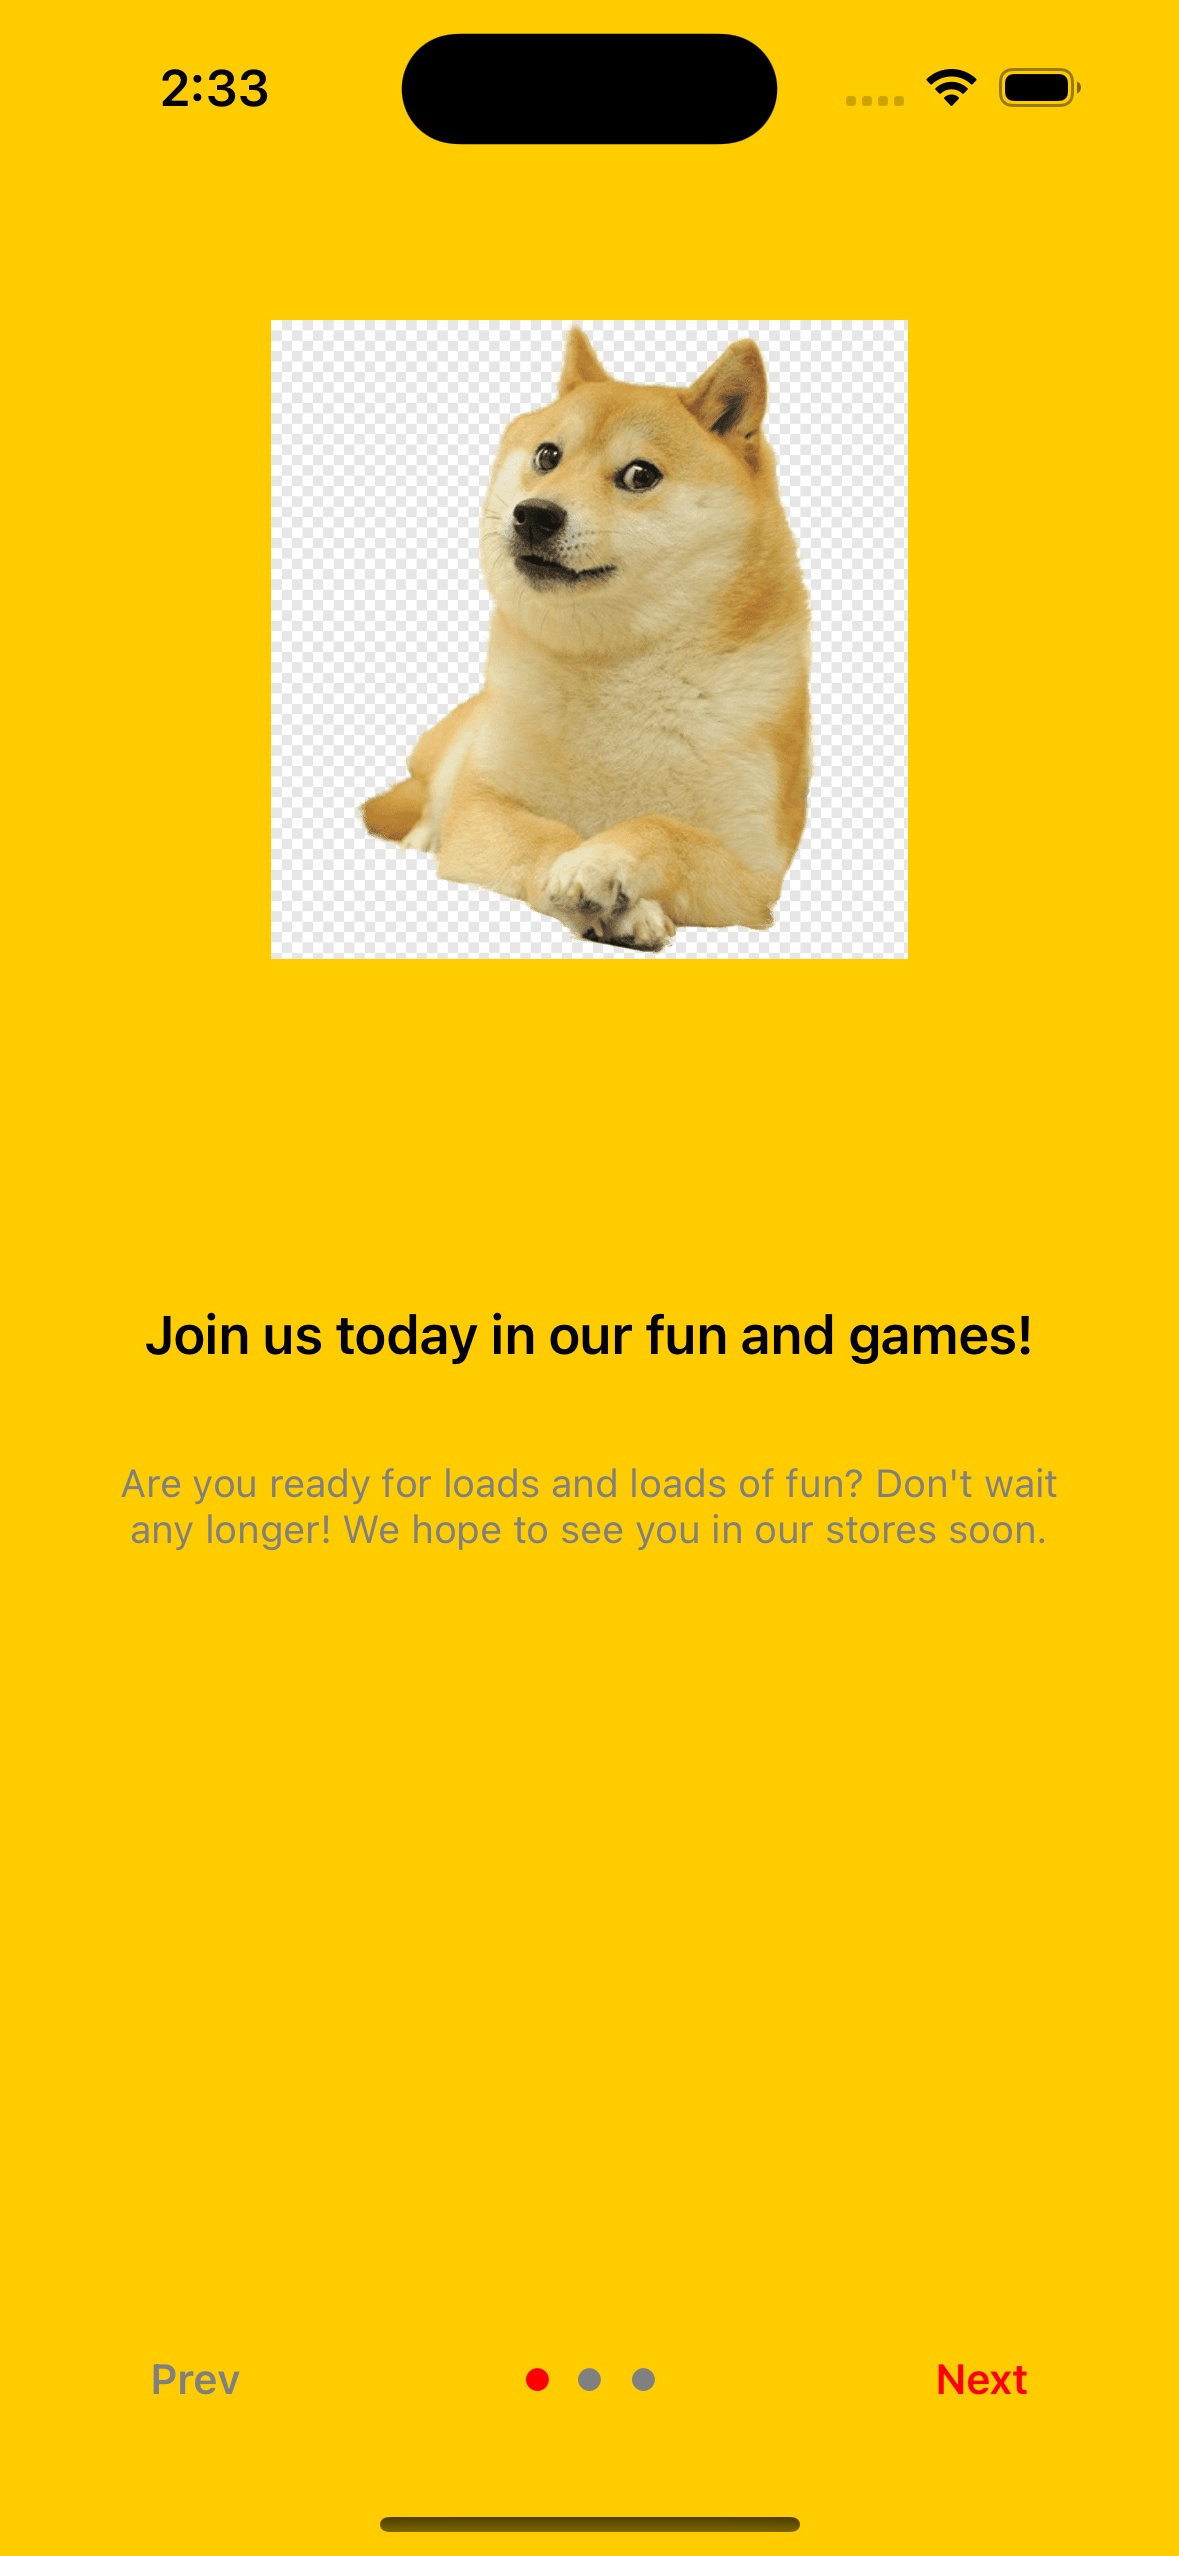 2:33
Join us today in our fun and games!
Are you ready for loads and loads of fun? Don't wait
any longer! We hope to see you in our stores soon.
Prev
Next